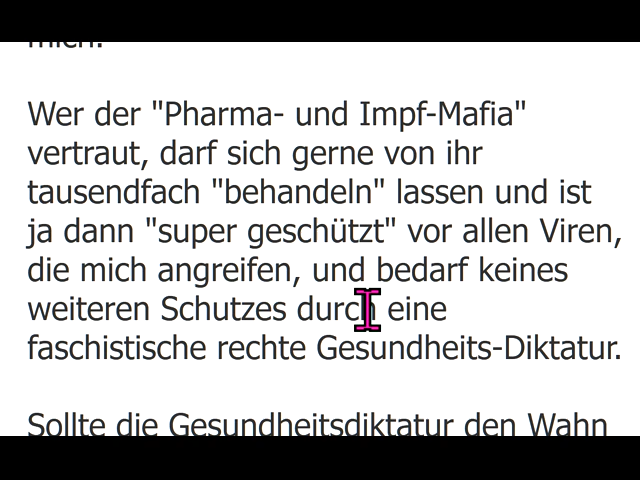 mich.
Wer der "Pharma- und Impf-Mafia"
vertraut, darf sich gerne von ihr
tausendfach "behandeln" lassen und ist
ja dann "super geschützt" vor allen Viren,
die mich angreifen, und bedarf keines
weiteren Schutzes durch eine
faschistische rechte Gesundheits-Diktatur.
Sollte die Gesundheitsdiktatur den Wahn